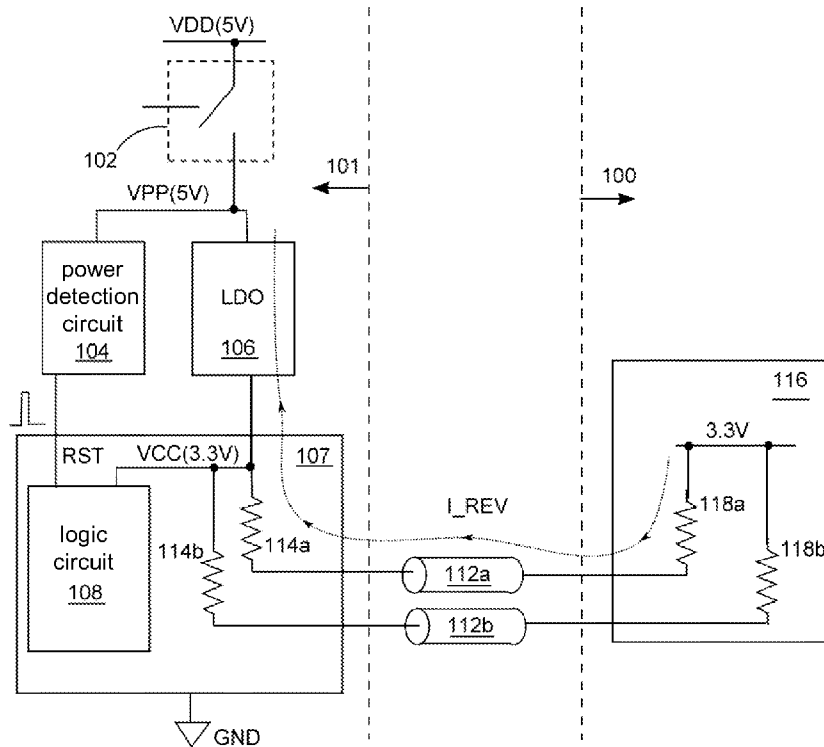 VDD(5V)
102
VPP(5V)
101
100
power
detection
circuit
104
LDO
106
116
3.3V
RST
VCC(3.3V)
107
I_REV
118a
118b
logic
circuit
108
114b
114a
112a
112b
GND